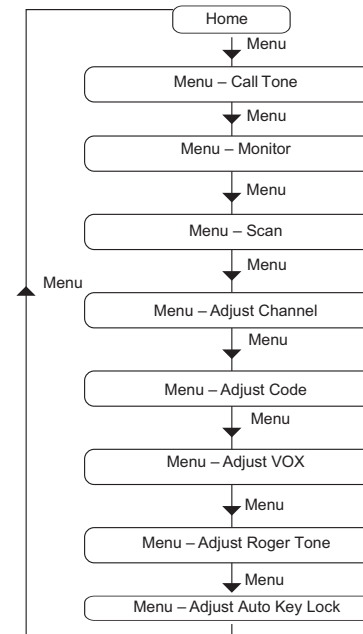 Home
Menu
Menu – Call Tone
Menu
Menu – Monitor
Menu
Menu – Scan
Menu
Menu
Menu – Adjust Channel
Menu
Menu – Adjust Code
Menu
Menu – Adjust VOX
Menu
Menu – Adjust Roger Tone
Menu
Menu – Adjust Auto Key Lock